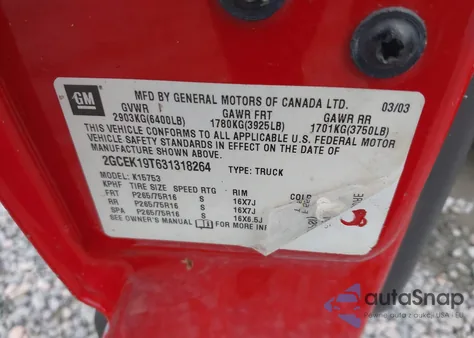 GM
MFD BY GENERAL MOTORS OF CANADA LTD. 03/03
GVWR GAWR FRT GAWR RR
2903KG(6400LB) 1780KG(3925LB) 1701KG(3750LB)
THIS VEHICLE CONFORMS TO ALL APPLICABLE U.S. FEDERAL MOTOR
VEHICLE SAFETY STANDARDS IN EFFECT ON THE DATE OF
MANUFACTURE SHOWN ABOVE.
2GCEK19T631318264 TYPE: TRUCK
MODEL: K15753
KPHF TIRE SIZE SPEED RTG RIM
FRT P265/75R16 S 16X7J
RR P265/75R16 S 16X7J
SPA P265/75R16 S 16X6.5J
SEE OWNER'S MANUAL FOR MORE INF
autoSnap